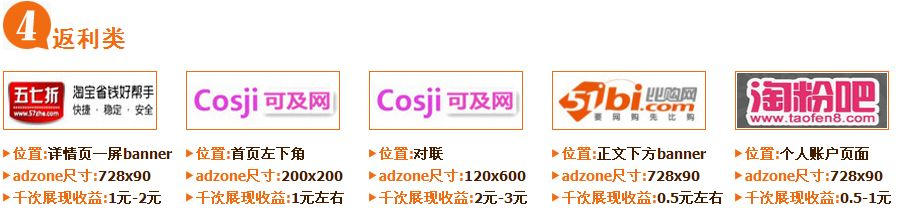 4 返利类
五七折 www.57zhe.com 淘宝省钱好帮手 快捷·稳定·安全
位置:详情页一屏banner
adzone尺寸:728x90
千次展现收益:1元-2元
Cosji 可及网
位置:首页左下角
adzone尺寸:200x200
千次展现收益:1元左右
Cosji 可及网
位置:对联
adzone尺寸:120x600
千次展现收益:2元-3元
51bi.com 比购网
要网购先比购
位置:正文下方banner
adzone尺寸:728x90
千次展现收益:0.5元左右
淘粉吧
www.taofen8.com
位置:个人账户页面
adzone尺寸:728x90
千次展现收益:0.5-1元